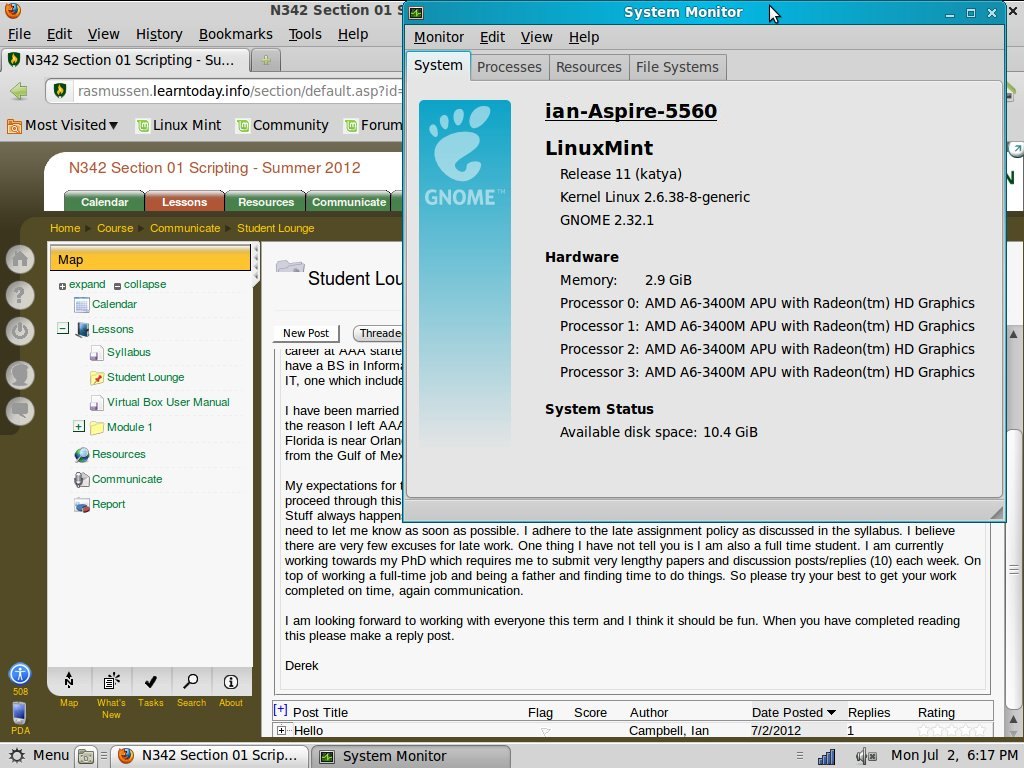 N342 Section 01 S
File Edit View History Bookmarks Tools Help
N342 Section 01 Scripting - Su...
rasmussen.learntoday.info/section/default.asp?id=
Most Visited Linux Mint Community Forum
N342 Section 01 Scripting - Summer 2012
Calendar Lessons Resources Communicate
Home Course Communicate Student Lounge
Map
expand collapse
Calendar
Lessons
Syllabus
Student Lounge
Virtual Box User Manual
Module 1
Resources
Communicate
Report
Map What's New Tasks Search About
508
PDA
Student Lou
New Post Threade
career at AAA starte
have a BS in Informa
IT, one which include
I have been married
the reason I left AAA
Florida is near Orlan
from the Gulf of Mex
My expectations for t
proceed through this
Stuff always happen
need to let me know as soon as possible. I adhere to the late assignment policy as discussed in the syllabus. I believe
there are very few excuses for late work. One thing I have not tell you is I am also a full time student. I am currently
working towards my PhD which requires me to submit very lengthy papers and discussion posts/replies (10) each week. On
top of working a full-time job and being a father and finding time to do things. So please try your best to get your work
completed on time, again communication.
I am looking forward to working with everyone this term and I think it should be fun. When you have completed reading
this please make a reply post.
Derek
[+] Post Title Flag Score Author Date Posted Replies Rating
Hello Campbell, Ian 7/2/2012 1
System Monitor
Monitor Edit View Help
System Processes Resources File Systems
GNOME™
ian-Aspire-5560
LinuxMint
Release 11 (katya)
Kernel Linux 2.6.38-8-generic
GNOME 2.32.1
Hardware
Memory: 2.9 GiB
Processor 0: AMD A6-3400M APU with Radeon(tm) HD Graphics
Processor 1: AMD A6-3400M APU with Radeon(tm) HD Graphics
Processor 2: AMD A6-3400M APU with Radeon(tm) HD Graphics
Processor 3: AMD A6-3400M APU with Radeon(tm) HD Graphics
System Status
Available disk space: 10.4 GiB
N
Menu N342 Section 01 Scrip... System Monitor Mon Jul 2, 6:17 PM